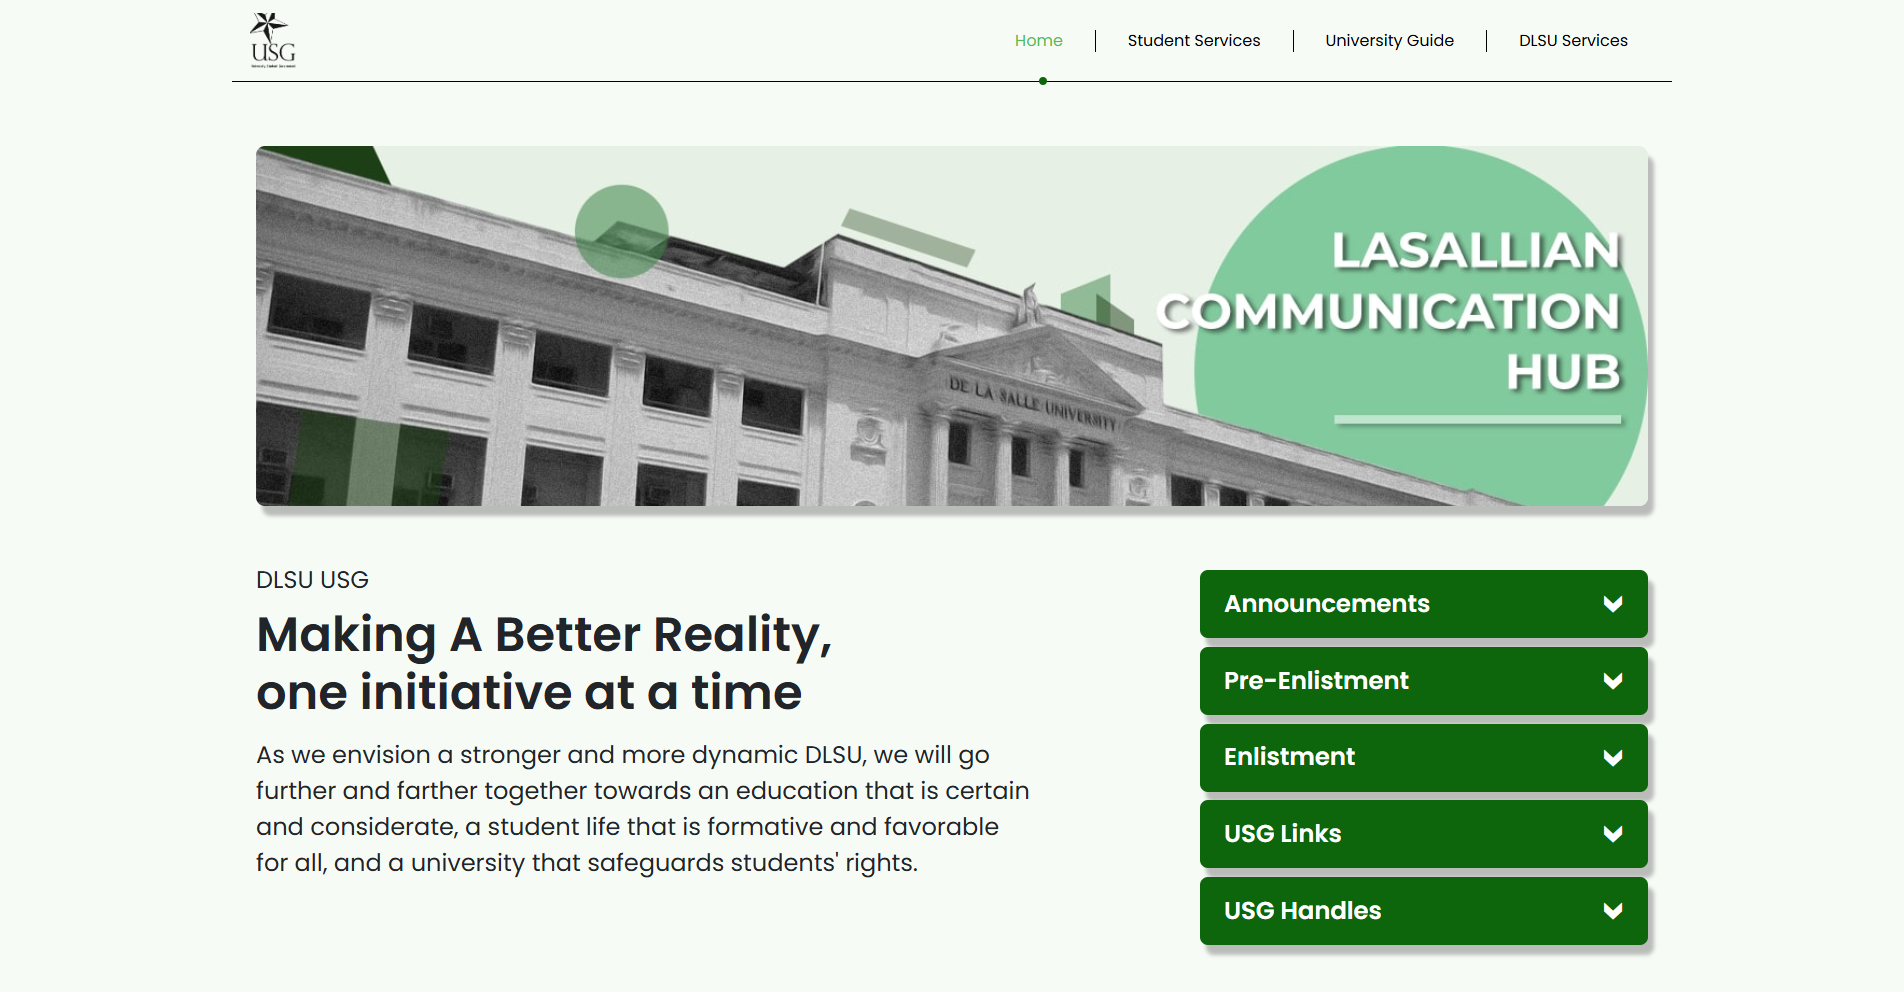 USG
Home
Student Services
University Guide
DLSU Services
DE LA SALLE UNIVERSITY
LASALLIAN
COMMUNICATION
HUB
DLSU USG
Making A Better Reality,
one initiative at a time
As we envision a stronger and more dynamic DLSU, we will go
further and farther together towards an education that is certain
and considerate, a student life that is formative and favorable
for all, and a university that safeguards students' rights.
Announcements
Pre-Enlistment
Enlistment
USG Links
USG Handles